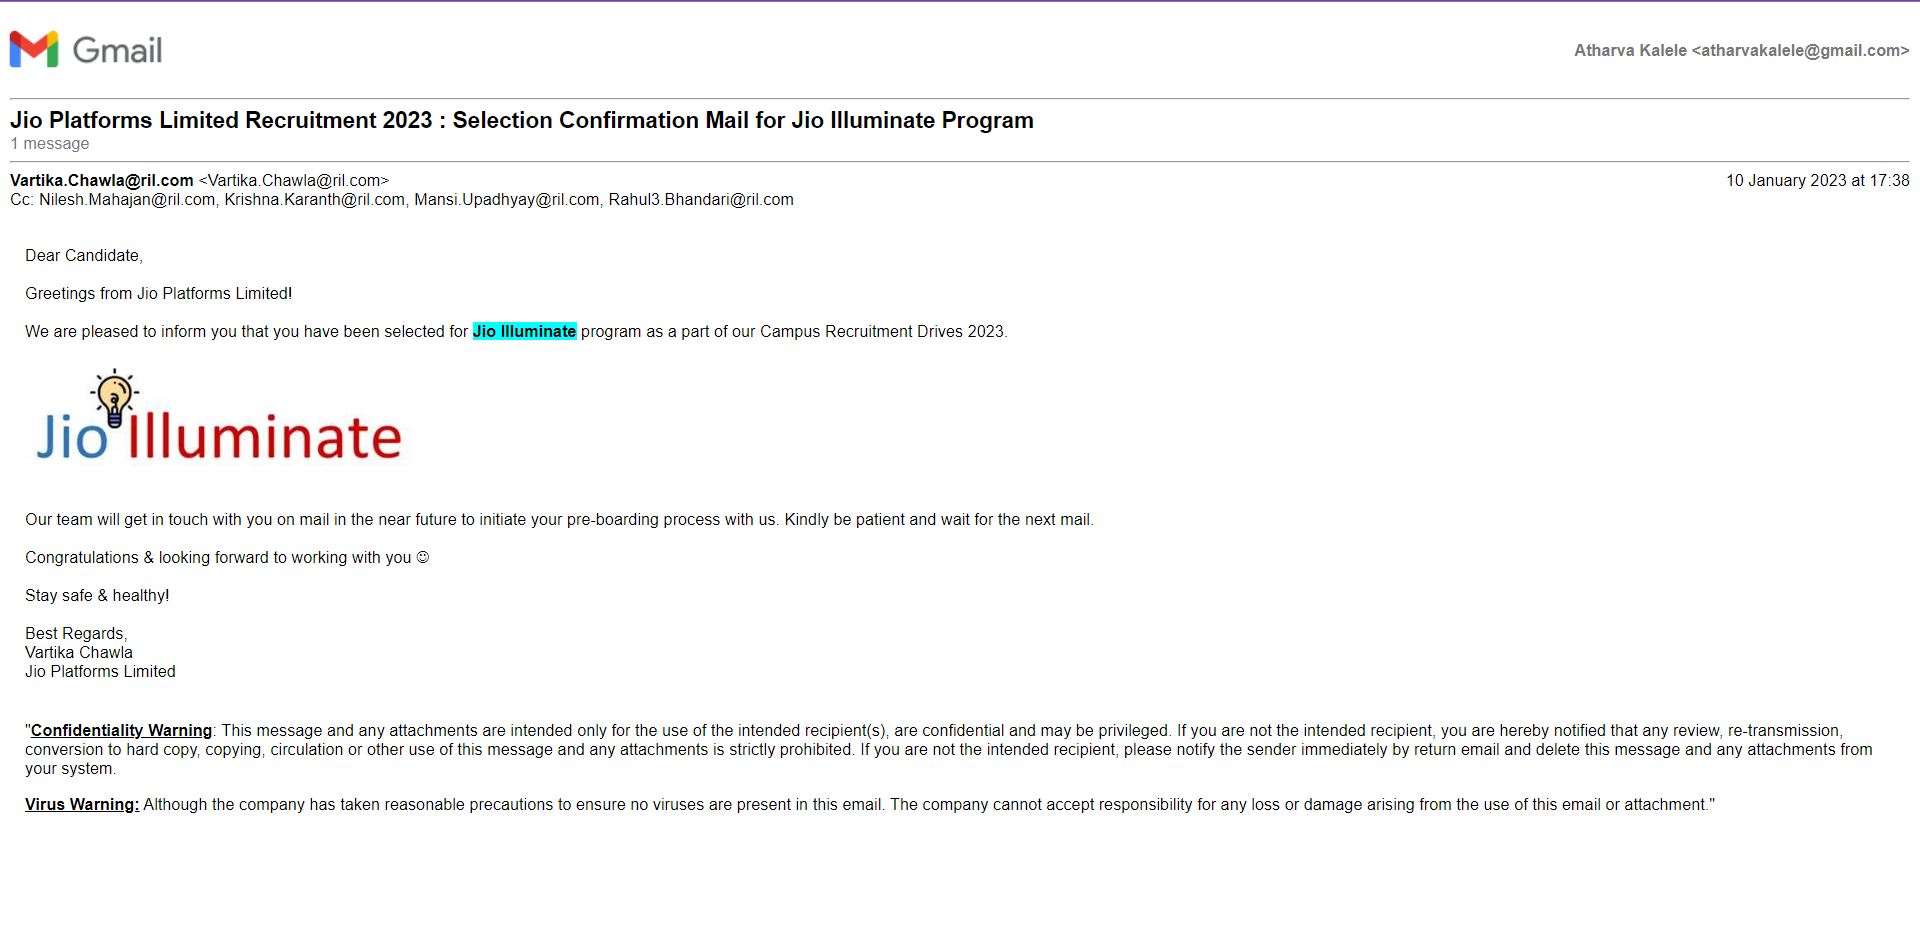 Gmail
Atharva Kalele <atharvakalele@gmail.com>
Jio Platforms Limited Recruitment 2023 : Selection Confirmation Mail for Jio Illuminate Program
1 message
Vartika.Chawla@ril.com <Vartika.Chawla@ril.com>
10 January 2023 at 17:38
Cc: Nilesh.Mahajan@ril.com, Krishna.Karanth@ril.com, Mansi.Upadhyay@ril.com, Rahul3.Bhandari@ril.com
Dear Candidate,
Greetings from Jio Platforms Limited!
We are pleased to inform you that you have been selected for Jio Illuminate program as a part of our Campus Recruitment Drives 2023.
Jio Illuminate
Our team will get in touch with you on mail in the near future to initiate your pre-boarding process with us. Kindly be patient and wait for the next mail.
Congratulations & looking forward to working with you ☺
Stay safe & healthy!
Best Regards,
Vartika Chawla
Jio Platforms Limited
"Confidentiality Warning: This message and any attachments are intended only for the use of the intended recipient(s), are confidential and may be privileged. If you are not the intended recipient, you are hereby notified that any review, re-transmission,
conversion to hard copy, copying, circulation or other use of this message and any attachments is strictly prohibited. If you are not the intended recipient, please notify the sender immediately by return email and delete this message and any attachments from
your system.
Virus Warning: Although the company has taken reasonable precautions to ensure no viruses are present in this email. The company cannot accept responsibility for any loss or damage arising from the use of this email or attachment."